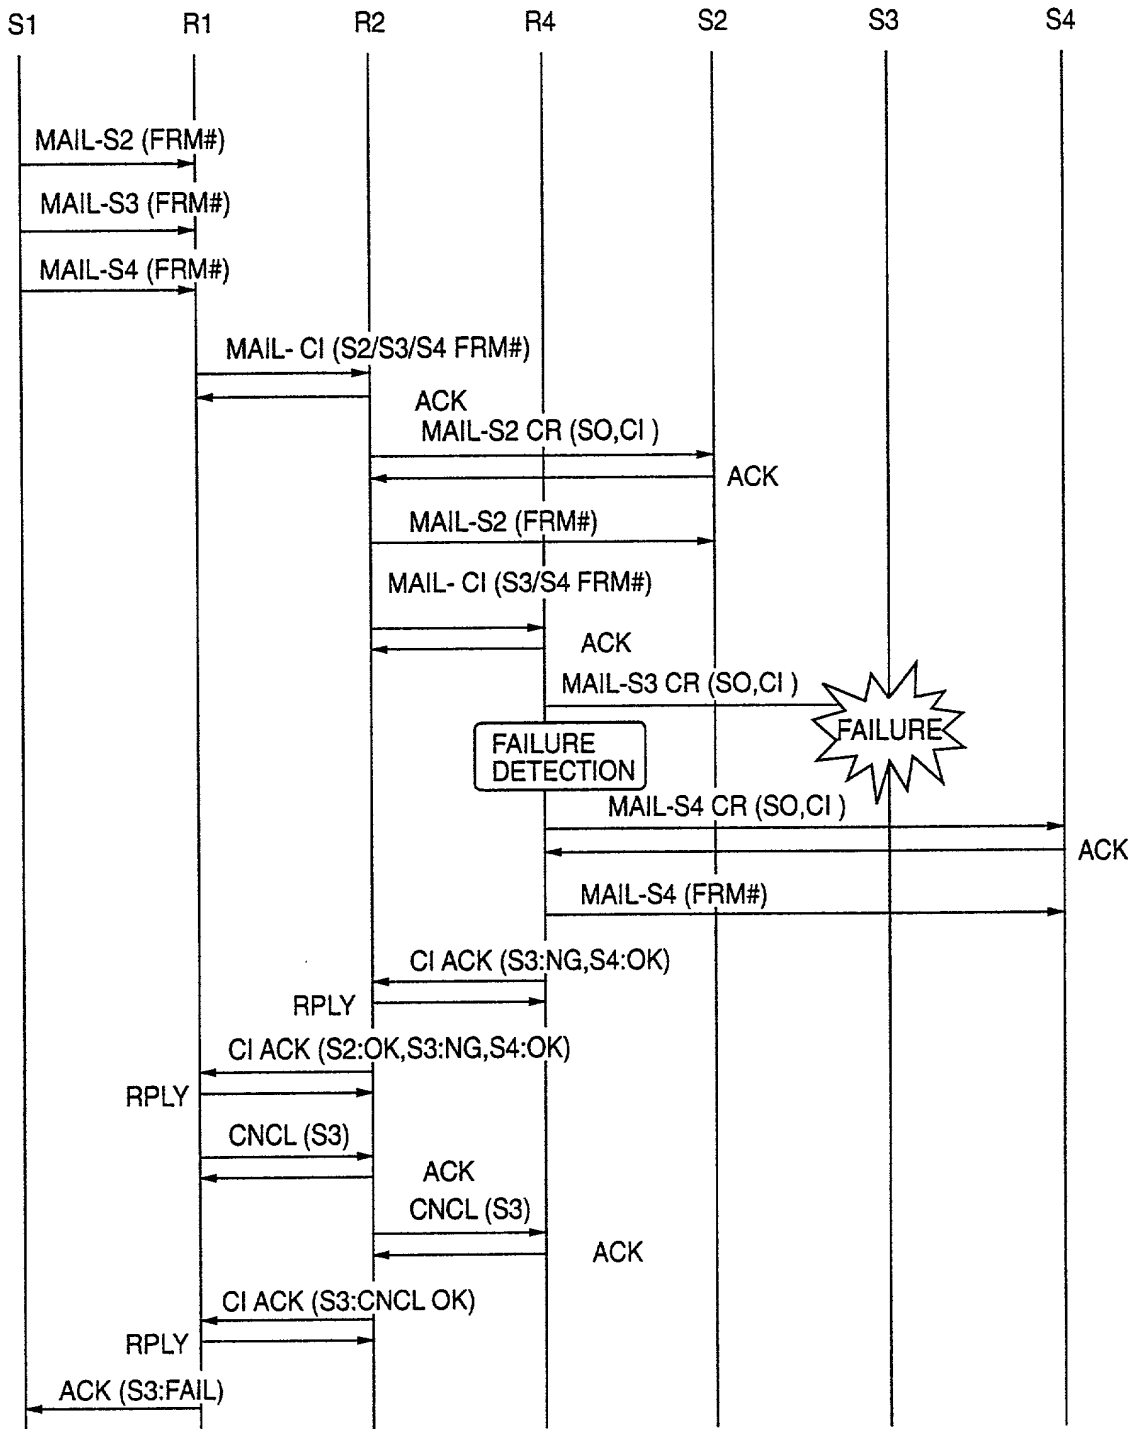 S1 R1 R2 R4 S2 S3 S4
MAIL-S2 (FRM#)
MAIL-S3 (FRM#)
MAIL-S4 (FRM#)
MAIL- CI (S2/S3/S4 FRM#)
ACK
MAIL-S2 CR (SO,CI )
ACK
MAIL-S2 (FRM#)
MAIL- CI (S3/S4 FRM#)
ACK
MAIL-S3 CR (SO,CI )
FAILURE
FAILURE
DETECTION
MAIL-S4 CR (SO,CI )
ACK
MAIL-S4 (FRM#)
CI ACK (S3:NG,S4:OK)
RPLY
CI ACK (S2:OK,S3:NG,S4:OK)
RPLY
CNCL (S3)
ACK
CNCL (S3)
ACK
CI ACK (S3:CNCL OK)
RPLY
ACK (S3:FAIL)